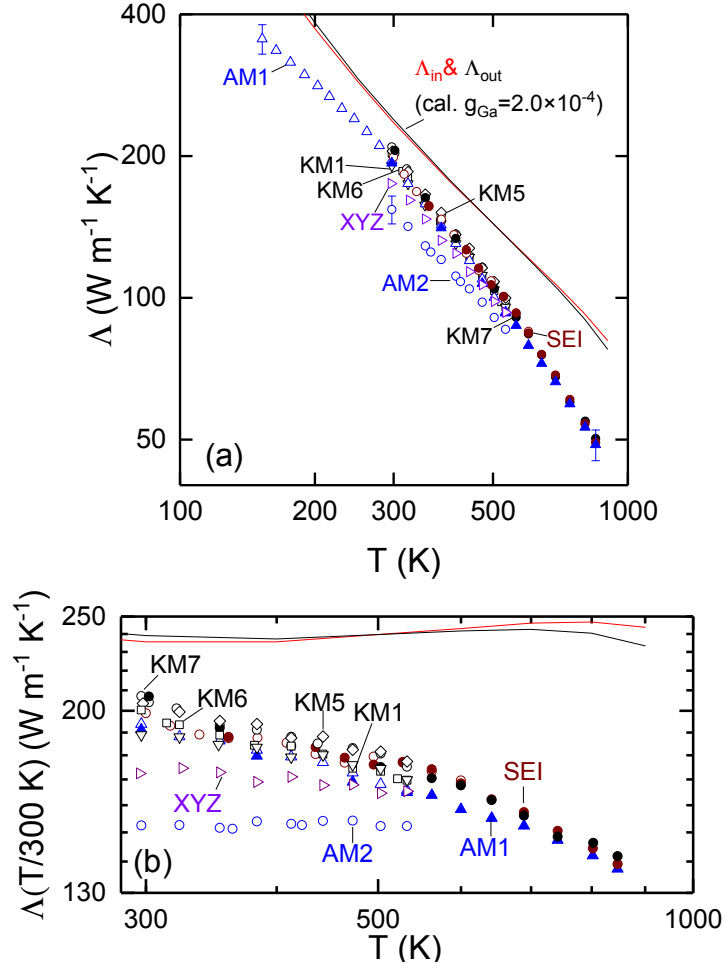 400
200
100
50
Λ (W m⁻¹ K⁻¹)
AM1
Λin& Λout
(cal. gGa=2.0×10⁻⁴)
KM1
KM6
KM5
XYZ
AM2
KM7
SEI
(a)
100
200
300
500
1000
T (K)
250
200
130
Λ(T/300 K) (W m⁻¹ K⁻¹)
KM7
KM6
KM5
KM1
XYZ
SEI
AM2
AM1
(b)
300
500
1000
T (K)